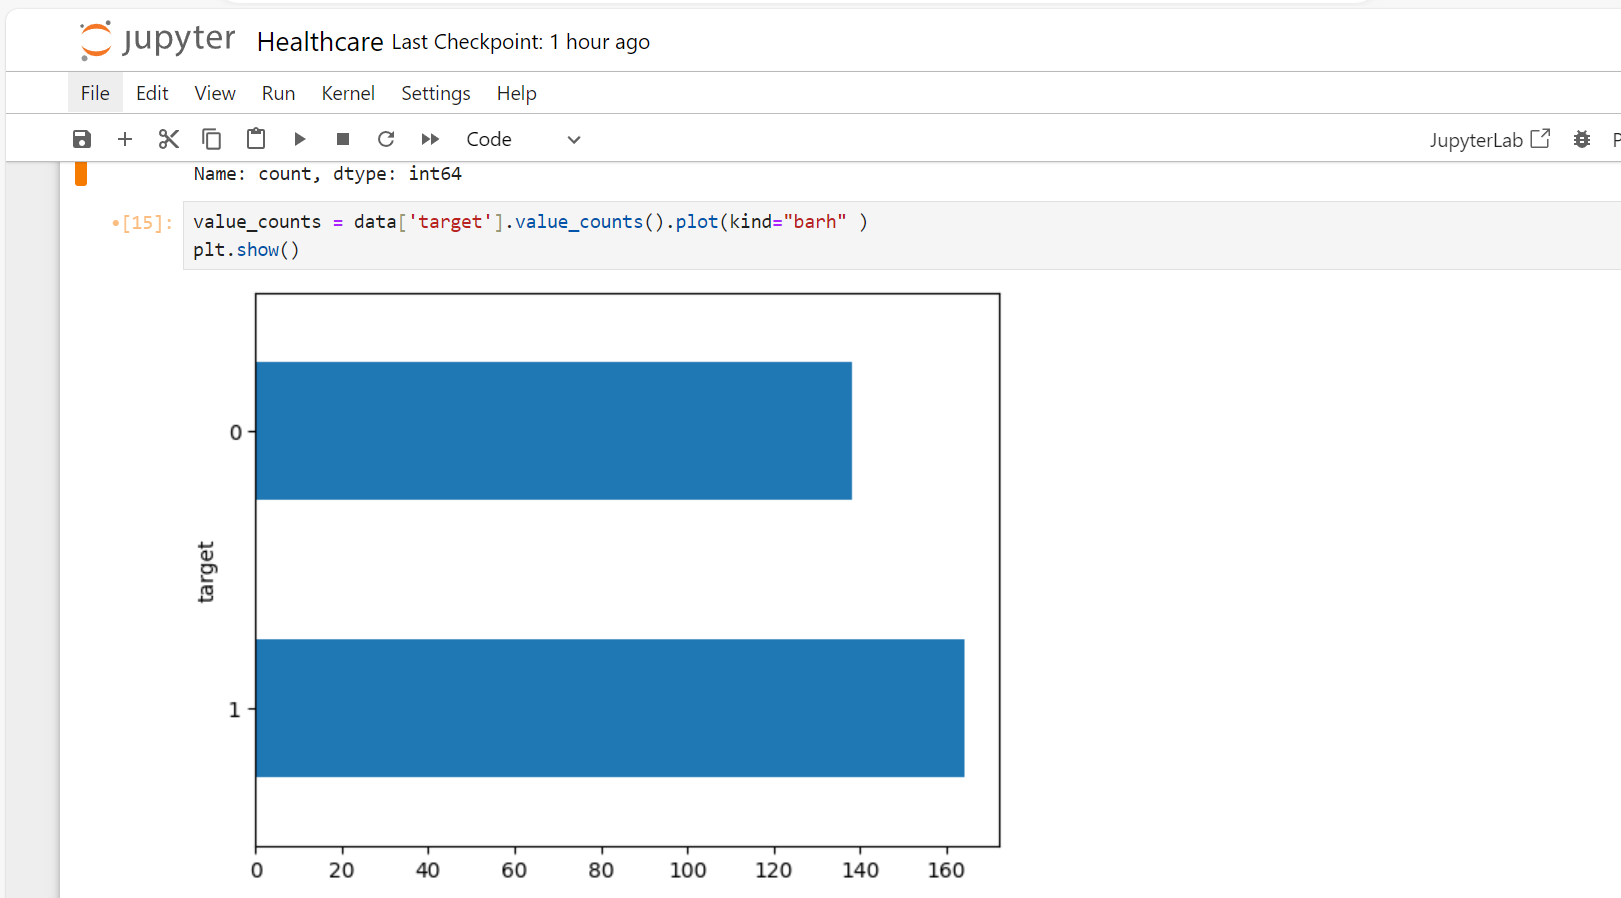 jupyter Healthcare Last Checkpoint: 1 hour ago
File Edit View Run Kernel Settings Help
Code JupyterLab
Name: count, dtype: int64
•[15]: value_counts = data['target'].value_counts().plot(kind="barh" )
plt.show()
0
target
1
0 20 40 60 80 100 120 140 160